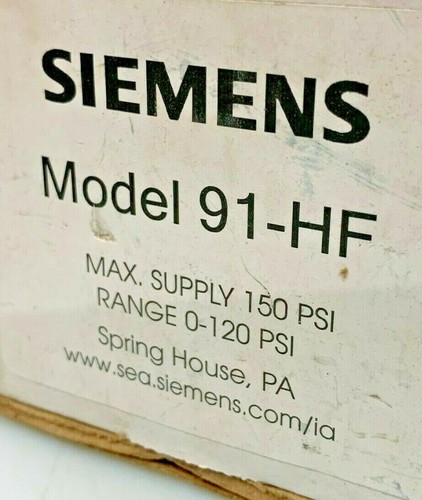 SIEMENS
Model 91-HF
MAX. SUPPLY 150 PSI
RANGE 0-120 PSI
Spring House, PA
www.sea.siemens.com/ia